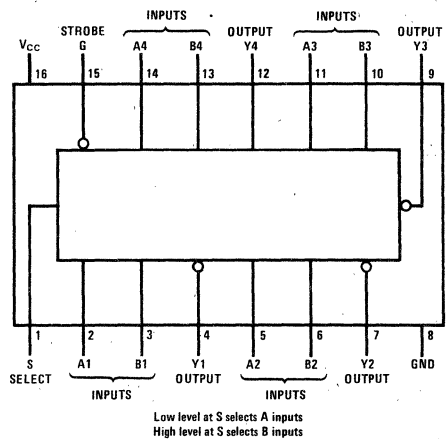 INPUTS INPUTS
STROBE OUTPUT OUTPUT
VCC G A4 B4 Y4 A3 B3 Y3
16 15 14 13 12 11 10 9
1 2 3 4 5 6 7 8
S A1 B1 Y1 A2 B2 Y2 GND
SELECT OUTPUT OUTPUT
INPUTS INPUTS
Low level at S selects A inputs
High level at S selects B inputs